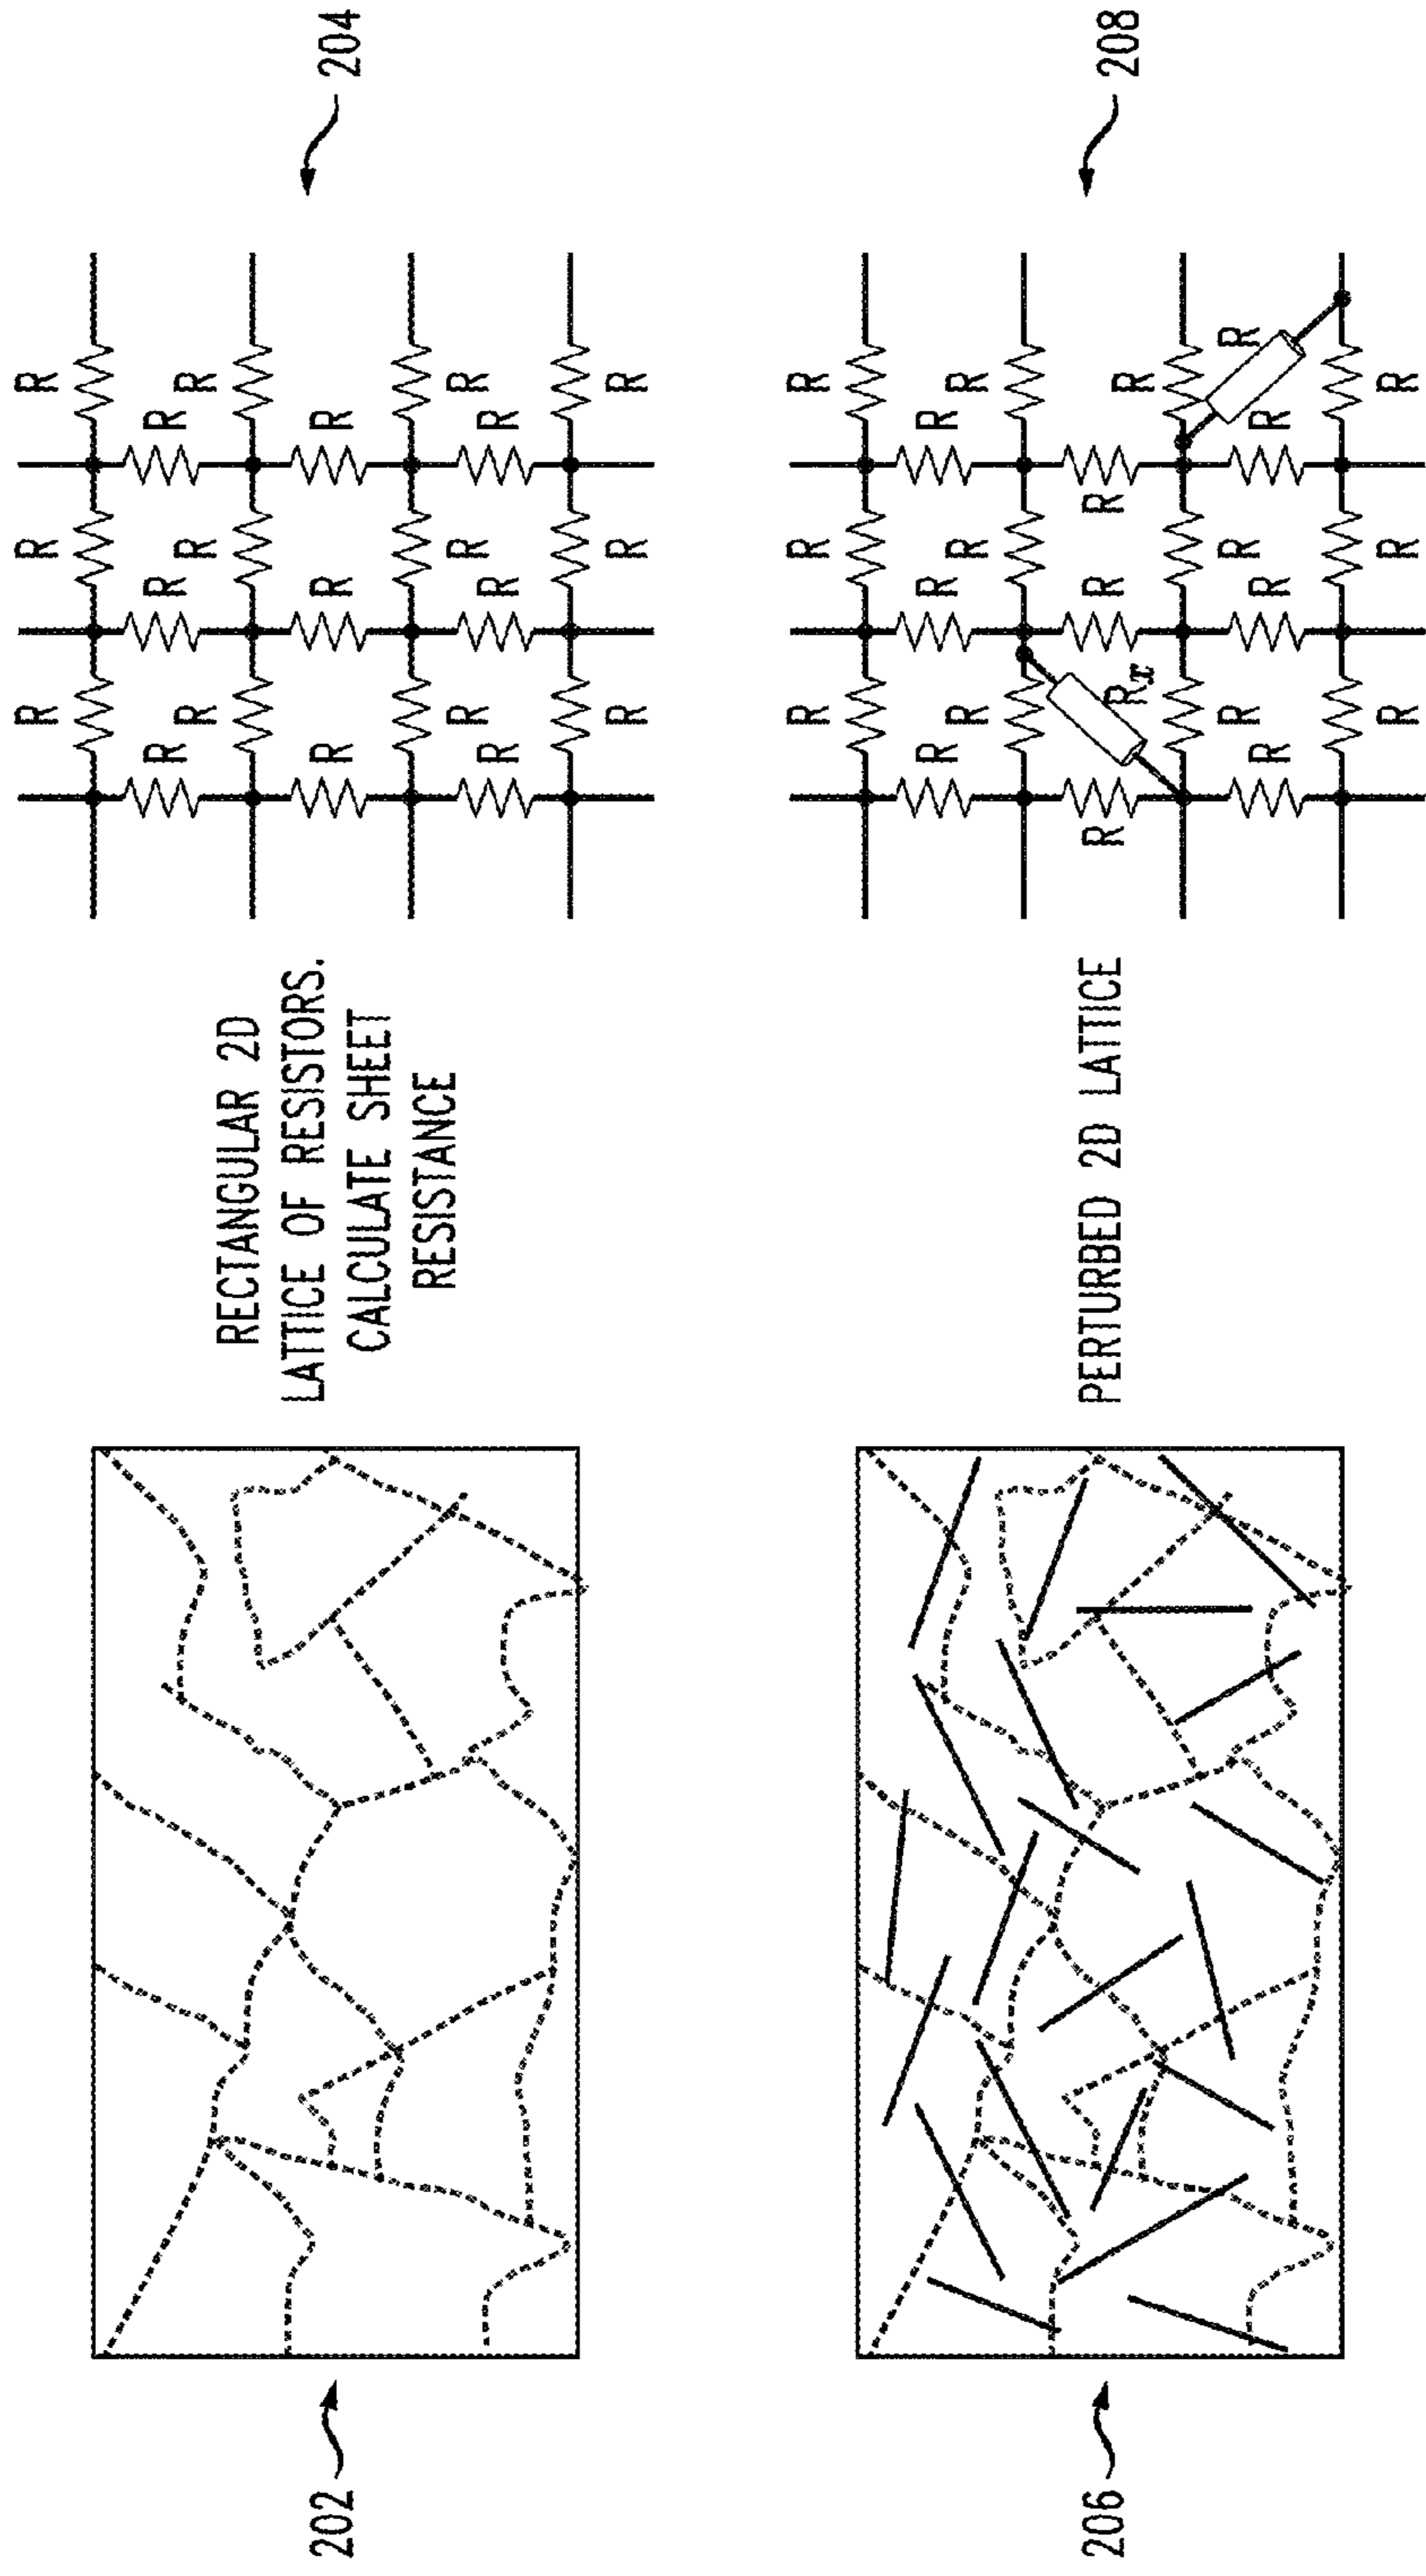 202
RECTANGULAR 2D
LATTICE OF RESISTORS.
CALCULATE SHEET
RESISTANCE
R R R
R R R
R R R
R R R
R R R
R R R
R R R
204
206
PERTURBED 2D LATTICE
R R R
R R R
R R R
R R R
Rx R
R R R
R R R
R R R
208